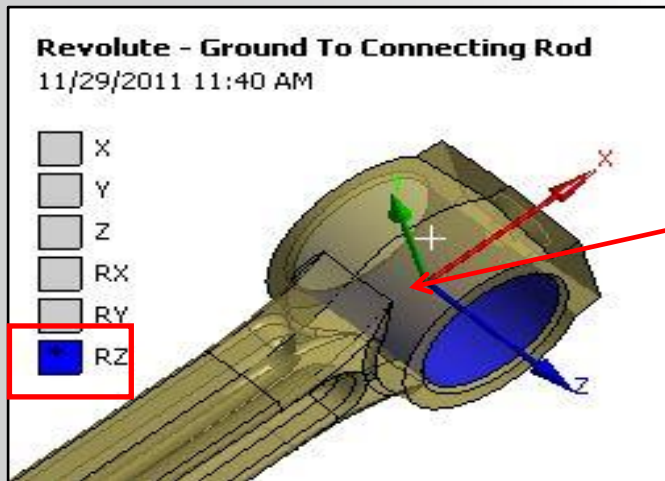 Revolute - Ground To Connecting Rod
11/29/2011 11:40 AM
X
Y
Z
RX
RY
RZ
Y
X
Z